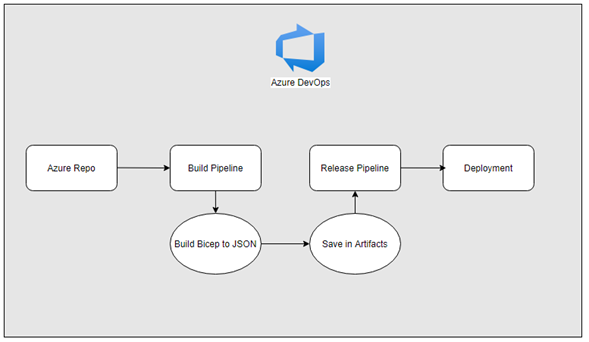 Azure DevOps
Azure Repo
Build Pipeline
Release Pipeline
Deployment
Build Bicep to JSON
Save in Artifacts